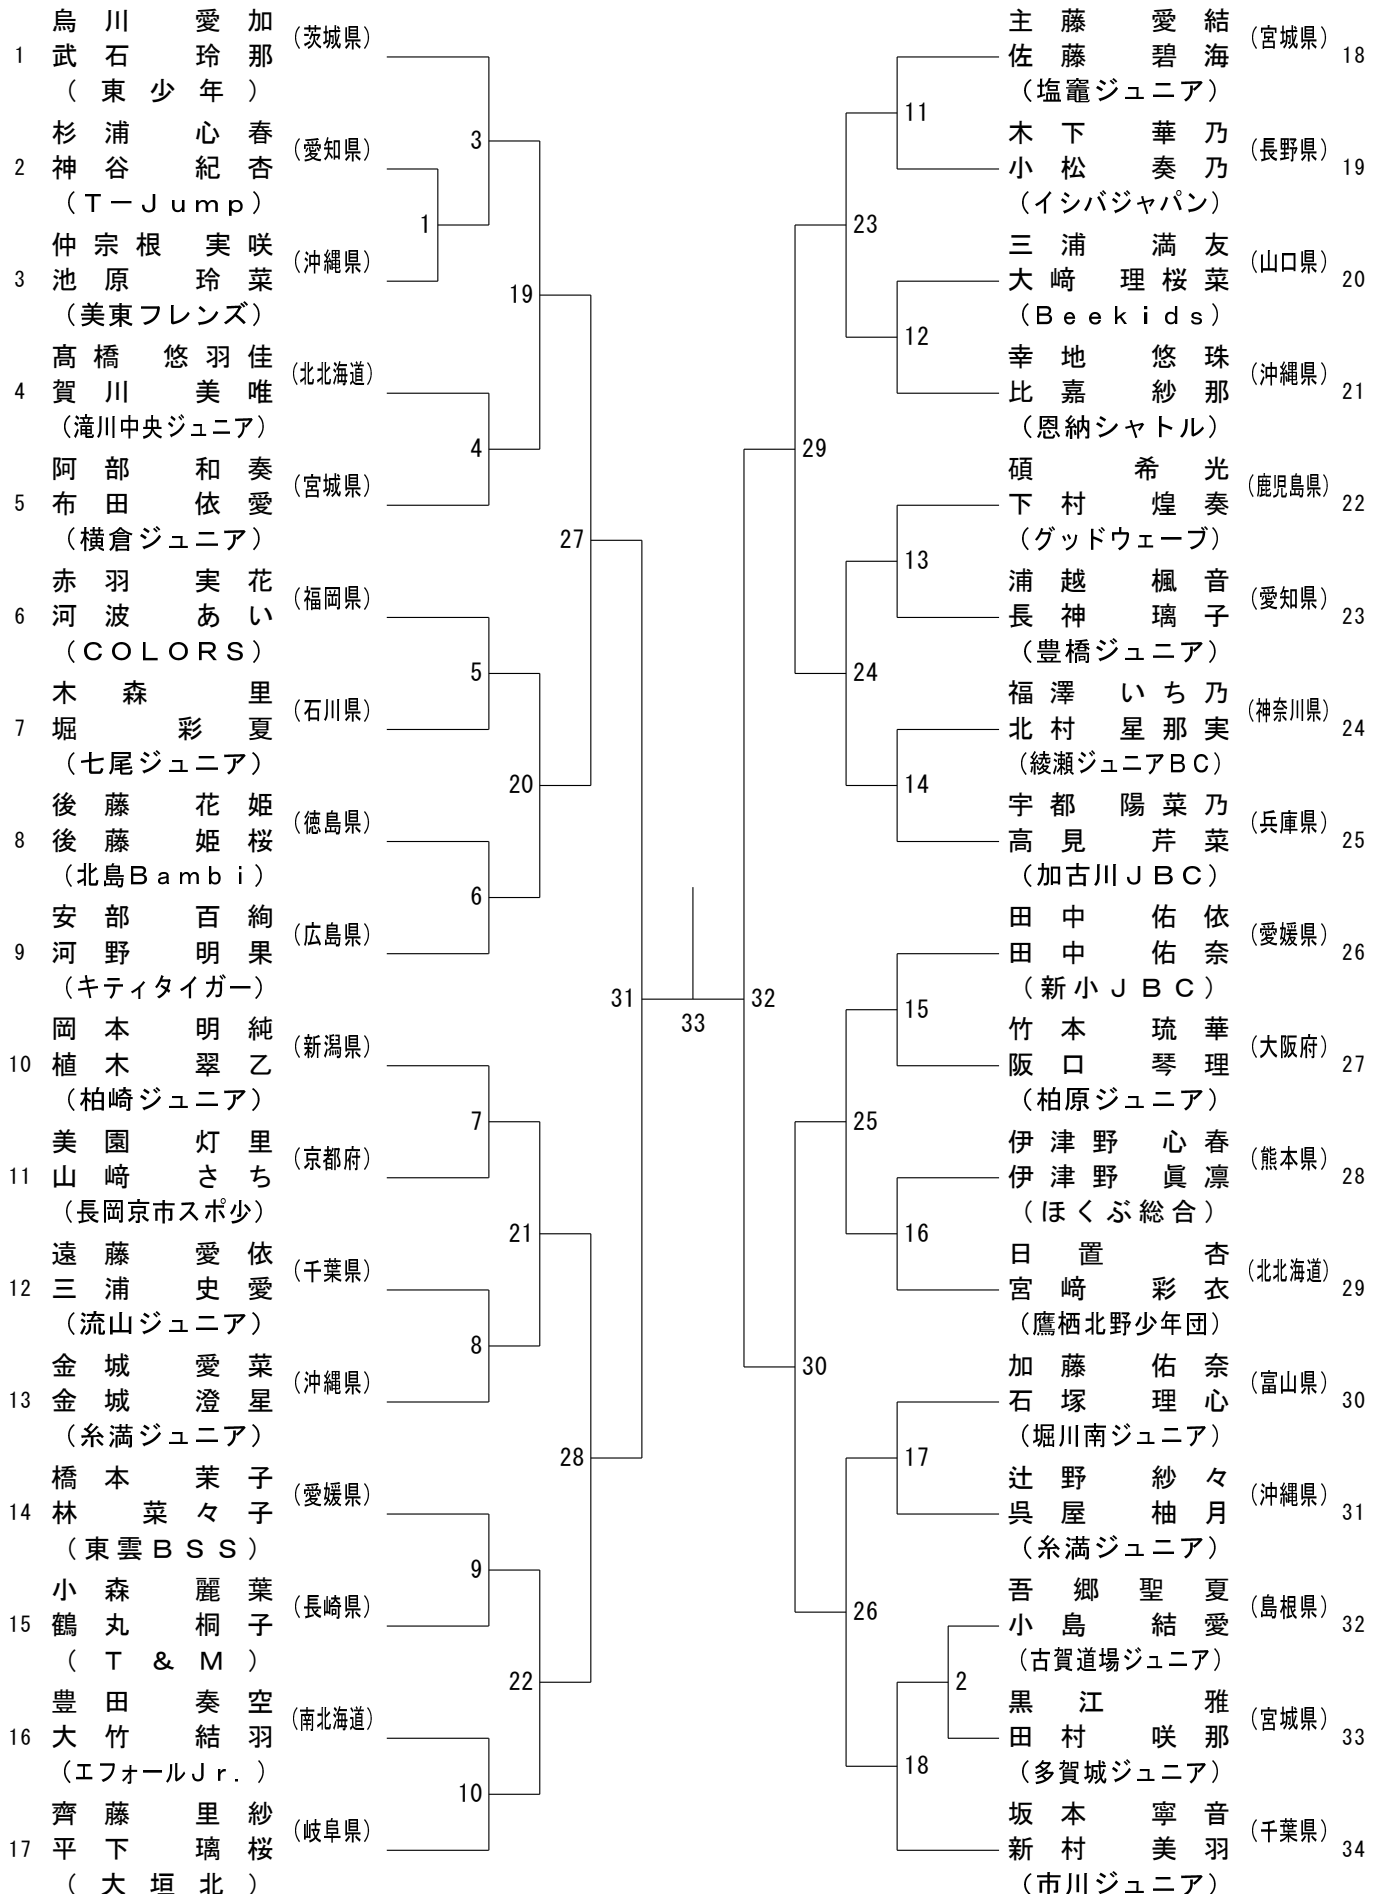 烏川 愛加
1 武石 玲那 (茨城県)
(東少年)
杉浦 心春
2 神谷 紀杏 (愛知県)
(T－Jump)
仲宗根 実咲
3 池原 玲菜 (沖縄県)
(美東フレンズ)
髙橋 悠羽佳
4 賀川 美唯 (北北海道)
(滝川中央ジュニア)
阿部 和奏
5 布田 依愛 (宮城県)
(横倉ジュニア)
赤羽 実花
6 河波 あい (福岡県)
(COLORS)
木森 里
7 堀 彩夏 (石川県)
(七尾ジュニア)
後藤 花姫
8 後藤 姫桜 (徳島県)
(北島Bambi)
安部 百絢
9 河野 明果 (広島県)
(キティタイガー)
岡本 明純
10 植木 翠乙 (新潟県)
(柏崎ジュニア)
美園 灯里
11 山﨑 さち (京都府)
(長岡京市スポ少)
遠藤 愛依
12 三浦 史愛 (千葉県)
(流山ジュニア)
金城 愛菜
13 金城 澄星 (沖縄県)
(糸満ジュニア)
橋本 茉子
14 林 菜々子 (愛媛県)
(東雲BSS)
小森 麗葉
15 鶴丸 桐子 (長崎県)
(T&M)
豊田 奏空
16 大竹 結羽 (南北海道)
(エフォールJr.)
齊藤 里紗
17 平下 璃桜 (岐阜県)
(大垣北)
1
3
4
5
6
7
8
9
10
19
20
21
22
27
28
31
33
32
29
30
23
24
25
26
11
12
13
14
15
16
17
18
2
主藤 愛結
佐藤 碧海 (宮城県) 18
(塩竈ジュニア)
木下 華乃
小松 奏乃 (長野県) 19
(イシバジャパン)
三浦 満友
大﨑 理桜菜 (山口県) 20
(Beekids)
幸地 悠珠
比嘉 紗那 (沖縄県) 21
(恩納シャトル)
碩 希光
下村 煌奏 (鹿児島県) 22
(グッドウェーブ)
浦越 楓音
長神 璃子 (愛知県) 23
(豊橋ジュニア)
福澤 いち乃
北村 星那実 (神奈川県) 24
(綾瀬ジュニアBC)
宇都 陽菜乃
高見 芹菜 (兵庫県) 25
(加古川JBC)
田中 佑依
田中 佑奈 (愛媛県) 26
(新小JBC)
竹本 琉華
阪口 琴理 (大阪府) 27
(柏原ジュニア)
伊津野 心春
伊津野 眞凛 (熊本県) 28
(ほくぶ総合)
日置 杏
宮﨑 彩衣 (北北海道) 29
(鷹栖北野少年団)
加藤 佑奈
石塚 理心 (富山県) 30
(堀川南ジュニア)
辻野 紗々
呉屋 柚月 (沖縄県) 31
(糸満ジュニア)
吾郷 聖夏
小島 結愛 (島根県) 32
(古賀道場ジュニア)
黒江 雅
田村 咲那 (宮城県) 33
(多賀城ジュニア)
坂本 寧音
新村 美羽 (千葉県) 34
(市川ジュニア)